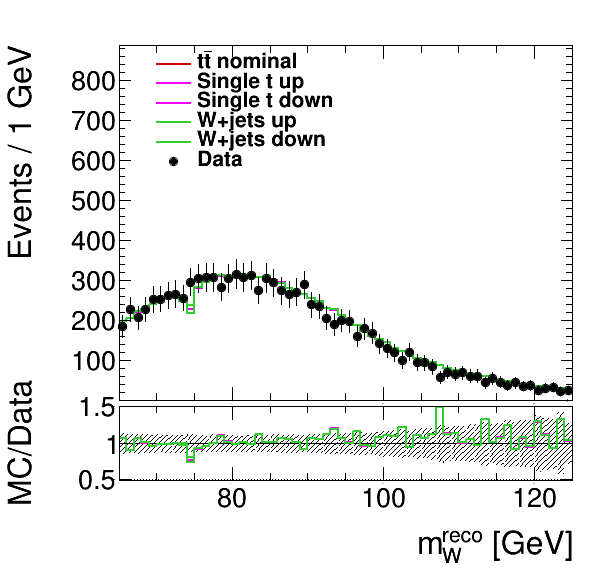 Events / 1 GeV
800
700
600
500
400
300
200
100
tt̄ nominal
Single t up
Single t down
W+jets up
W+jets down
Data
MC/Data
1.5
1
0.5
80
100
120
m_W^reco [GeV]